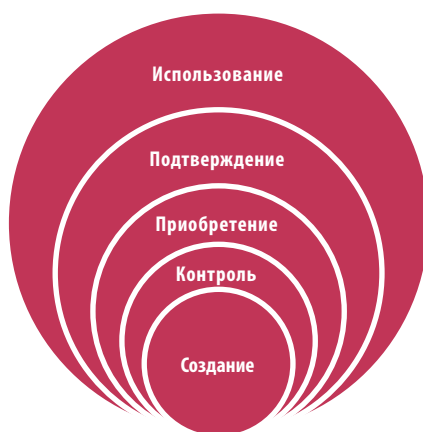 Использование
Подтверждение
Приобретение
Контроль
Создание